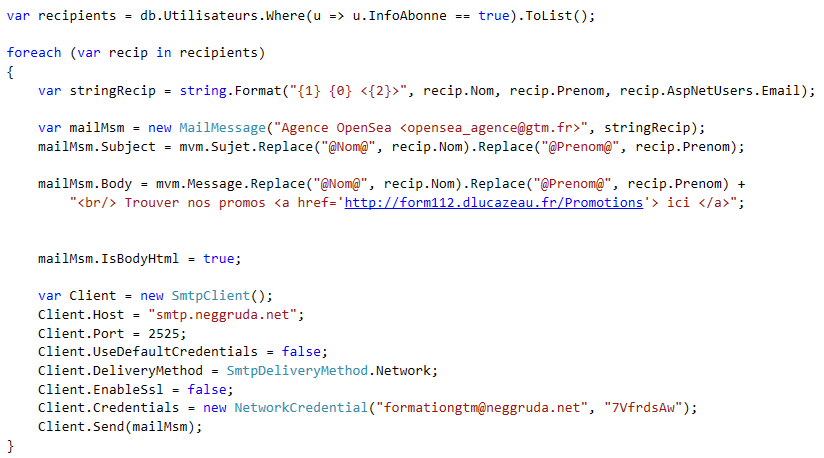 var recipients = db.Utilisateurs.Where(u => u.InfoAbonne == true).ToList();
foreach (var recip in recipients)
{
var stringRecip = string.Format("{1} {0} <{2}>", recip.Nom, recip.Prenom, recip.AspNetUsers.Email);
var mailMsm = new MailMessage("Agence OpenSea <opensea_agence@gtm.fr>", stringRecip);
mailMsm.Subject = mvm.Sujet.Replace("@Nom@", recip.Nom).Replace("@Prenom@", recip.Prenom);
mailMsm.Body = mvm.Message.Replace("@Nom@", recip.Nom).Replace("@Prenom@", recip.Prenom) +
"<br/> Trouver nos promos <a href='http://form112.dlucazeau.fr/Promotions'> ici </a>";
mailMsm.IsBodyHtml = true;
var Client = new SmtpClient();
Client.Host = "smtp.neggruda.net";
Client.Port = 2525;
Client.UseDefaultCredentials = false;
Client.DeliveryMethod = SmtpDeliveryMethod.Network;
Client.EnableSsl = false;
Client.Credentials = new NetworkCredential("formationgtm@neggruda.net", "7VfrdsAw");
Client.Send(mailMsm);
}